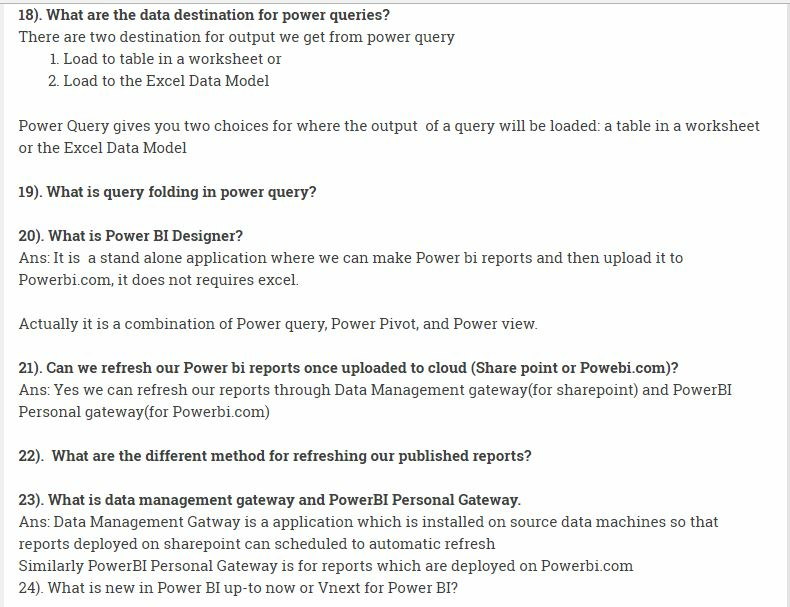 18). What are the data destination for power queries?
There are two destination for output we get from power query
1. Load to table in a worksheet or
2. Load to the Excel Data Model
Power Query gives you two choices for where the output  of a query will be loaded: a table in a worksheet
or the Excel Data Model
19). What is query folding in power query?
20). What is Power BI Designer?
Ans: It is  a stand alone application where we can make Power bi reports and then upload it to
Powerbi.com, it does not requires excel.
Actually it is a combination of Power query, Power Pivot, and Power view.
21). Can we refresh our Power bi reports once uploaded to cloud (Share point or Powebi.com)?
Ans: Yes we can refresh our reports through Data Management gateway(for sharepoint) and PowerBI
Personal gateway(for Powerbi.com)
22).  What are the different method for refreshing our published reports?
23). What is data management gateway and PowerBI Personal Gateway.
Ans: Data Management Gatway is a application which is installed on source data machines so that
reports deployed on sharepoint can scheduled to automatic refresh
Similarly PowerBI Personal Gateway is for reports which are deployed on Powerbi.com
24). What is new in Power BI up-to now or Vnext for Power BI?